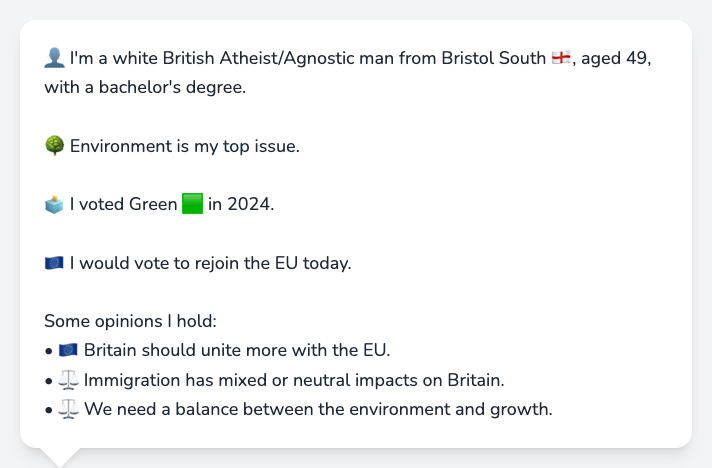 👤 I'm a white British Atheist/Agnostic man from Bristol South 🏴󠁧󠁢󠁥󠁮󠁧󠁿, aged 49,
with a bachelor's degree.
🌳 Environment is my top issue.
🗳️ I voted Green 🟩 in 2024.
🇪🇺 I would vote to rejoin the EU today.
Some opinions I hold:
• 🇪🇺 Britain should unite more with the EU.
• ⚖️ Immigration has mixed or neutral impacts on Britain.
• ⚖️ We need a balance between the environment and growth.